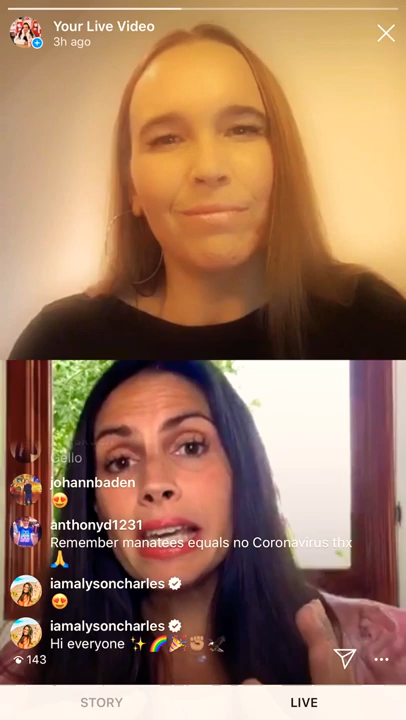 Your Live Video
3h ago
Cello
johannbaden
😍
anthonyd1231
Remember manatees equals no Coronavirus thx
🙏
iamalysoncharles
😍
iamalysoncharles
Hi everyone ✨🌈🎉✊🏽🦅
143
STORY
LIVE